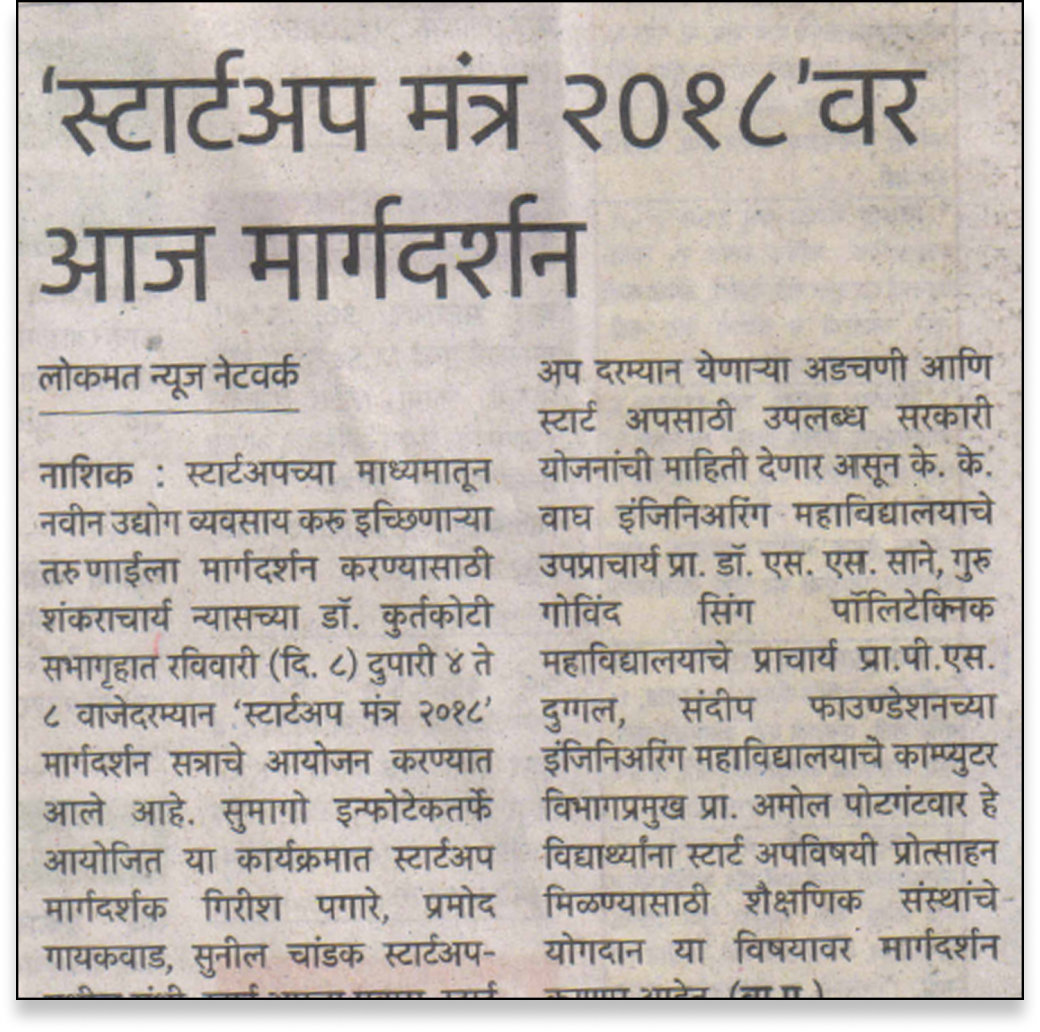 ‘स्टार्टअप मंत्र २०१८’वर
आज मार्गदर्शन
लोकमत न्यूज नेटवर्क
नाशिक : स्टार्टअपच्या माध्यमातून
नवीन उद्योग व्यवसाय करू इच्छिणाऱ्या
तरुणाईला मार्गदर्शन करण्यासाठी
शंकराचार्य न्यासच्या डॉ. कुर्तकोटी
सभागृहात रविवारी (दि. ८) दुपारी ४ ते
८ वाजेदरम्यान ‘स्टार्टअप मंत्र २०१८’
मार्गदर्शन सत्राचे आयोजन करण्यात
आले आहे. सुमागो इन्फोटेकतर्फे
आयोजित या कार्यक्रमात स्टार्टअप
मार्गदर्शक गिरीश पगारे, प्रमोद
गायकवाड, सुनील चांडक स्टार्टअप-
अप दरम्यान येणाऱ्या अडचणी आणि
स्टार्ट अपसाठी उपलब्ध सरकारी
योजनांची माहिती देणार असून के. के.
वाघ इंजिनिअरिंग महाविद्यालयाचे
उपप्राचार्य प्रा. डॉ. एस. एस. साने, गुरु
गोविंद सिंग पॉलिटेक्निक
महाविद्यालयाचे प्राचार्य प्रा.पी.एस.
दुग्गल, संदीप फाउण्डेशनच्या
इंजिनिअरिंग महाविद्यालयाचे काम्प्युटर
विभागप्रमुख प्रा. अमोल पोटगंटवार हे
विद्यार्थ्यांना स्टार्ट अपविषयी प्रोत्साहन
मिळण्यासाठी शैक्षणिक संस्थांचे
योगदान या विषयावर मार्गदर्शन